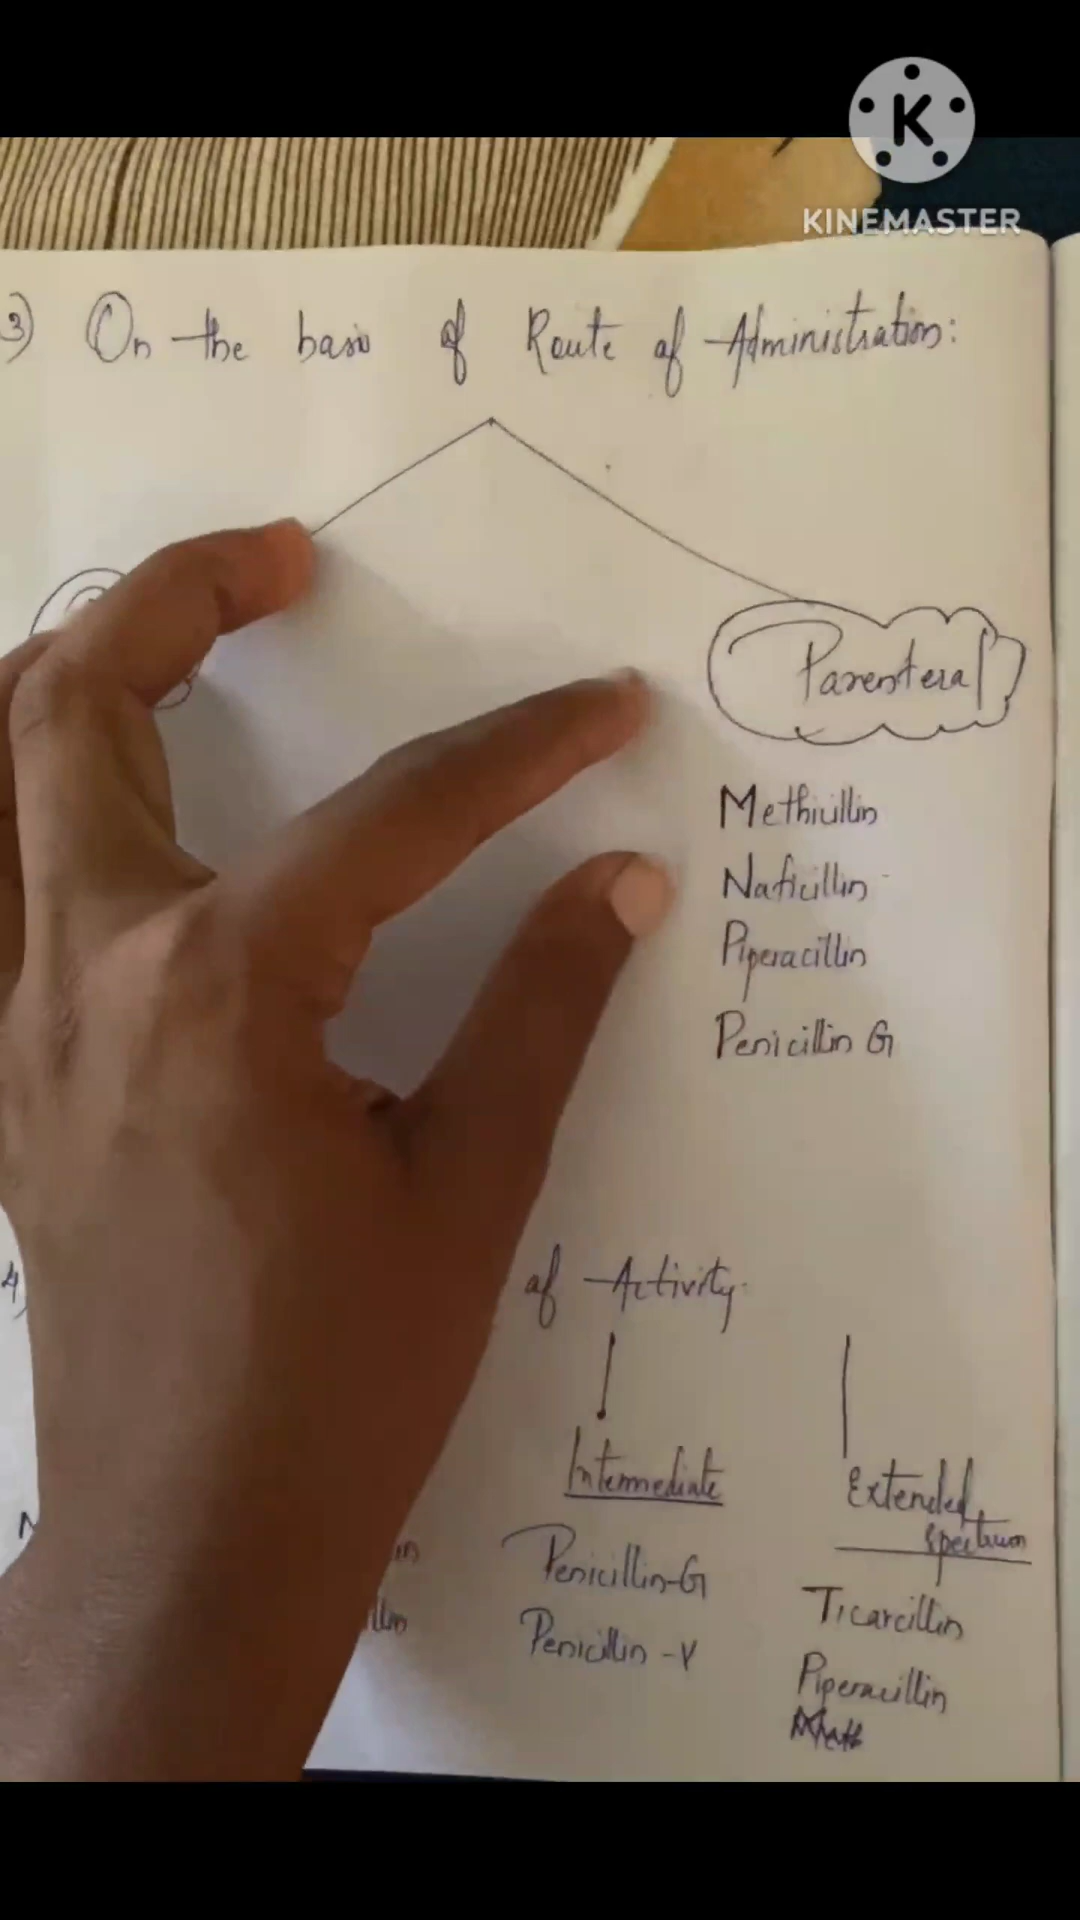 KINEMASTER
3) On the basis of Route of Administration:
Parenteral
Methicillin
Nafcillin
Piperacillin
Penicillin G
4)
of Activity.
Intermediate
Extended
spectrum
Penicillin-G
Ticarcillin
Penicillin -V
Piperacillin